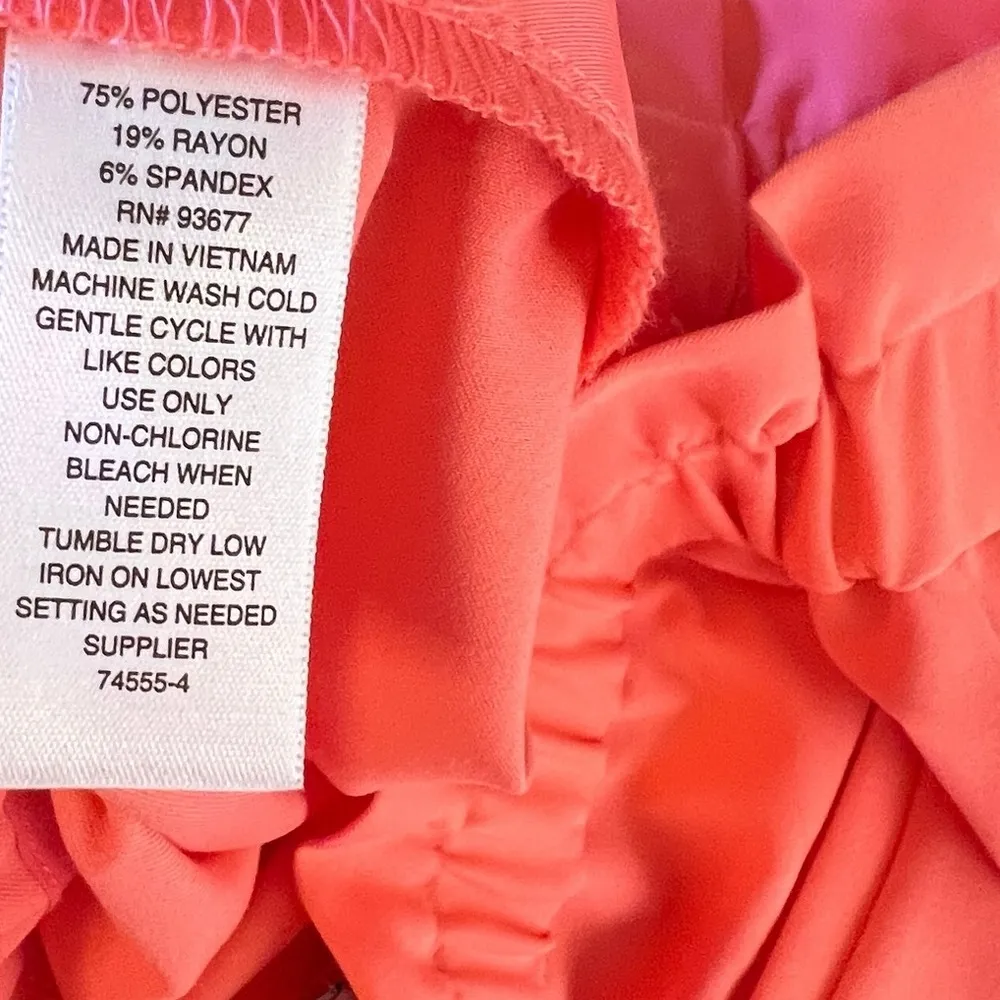 75% POLYESTER
19% RAYON
6% SPANDEX
RN# 93677
MADE IN VIETNAM
MACHINE WASH COLD
GENTLE CYCLE WITH
LIKE COLORS
USE ONLY
NON-CHLORINE
BLEACH WHEN
NEEDED
TUMBLE DRY LOW
IRON ON LOWEST
SETTING AS NEEDED
SUPPLIER
74555-4